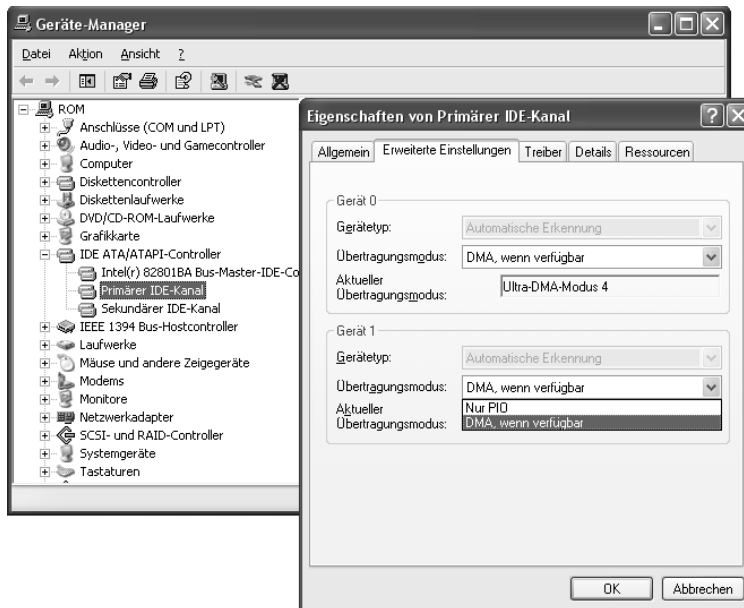 Geräte-Manager
Datei Aktion Ansicht ?
ROM
Anschlüsse (COM und LPT)
Audio-, Video- und Gamecontroller
Computer
Diskettencontroller
Diskettenlaufwerke
DVD/CD-ROM-Laufwerke
Grafikkarte
IDE ATA/ATAPI-Controller
Intel(r) 82801BA Bus-Master-IDE-Co
Primärer IDE-Kanal
Sekundärer IDE-Kanal
IEEE 1394 Bus-Hostcontroller
Laufwerke
Mäuse und andere Zeigegeräte
Modems
Monitore
Netzwerkadapter
SCSI- und RAID-Controller
Systemgeräte
Tastaturen
Eigenschaften von Primärer IDE-Kanal
Allgemein Erweiterte Einstellungen Treiber Details Ressourcen
Gerät 0
Gerätetyp: Automatische Erkennung
Übertragungsmodus: DMA, wenn verfügbar
Aktueller
Übertragungsmodus: Ultra-DMA-Modus 4
Gerät 1
Gerätetyp: Automatische Erkennung
Übertragungsmodus: DMA, wenn verfügbar
Aktueller Nur PIO
Übertragungsmodus: DMA, wenn verfügbar
OK Abbrechen